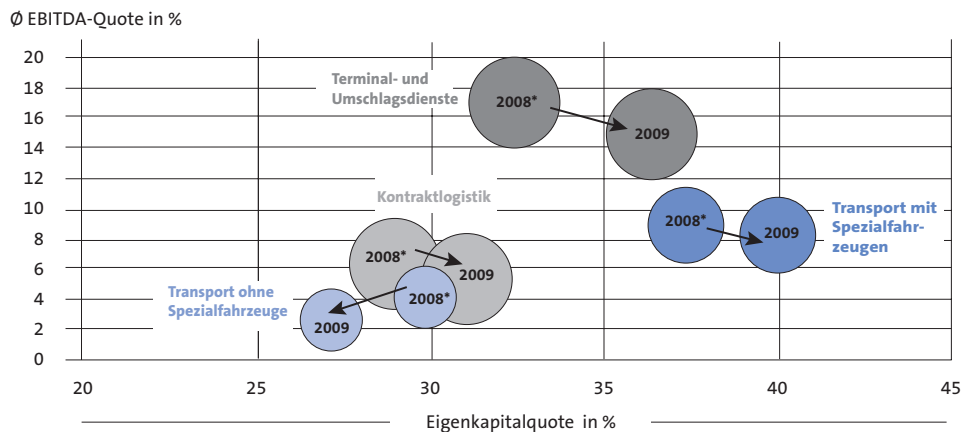 Ø EBITDA-Quote in %
20
18
16
14
12
10
8
6
4
2
0
Terminal- und
Umschlagsdienste
2008*
2009
Kontraktlogistik
2008*
2009
Transport mit
Spezialfahr-
zeugen
2008*
2009
Transport ohne
Spezialfahrzeuge
2008*
2009
20 25 30 35 40 45
Eigenkapitalquote in %